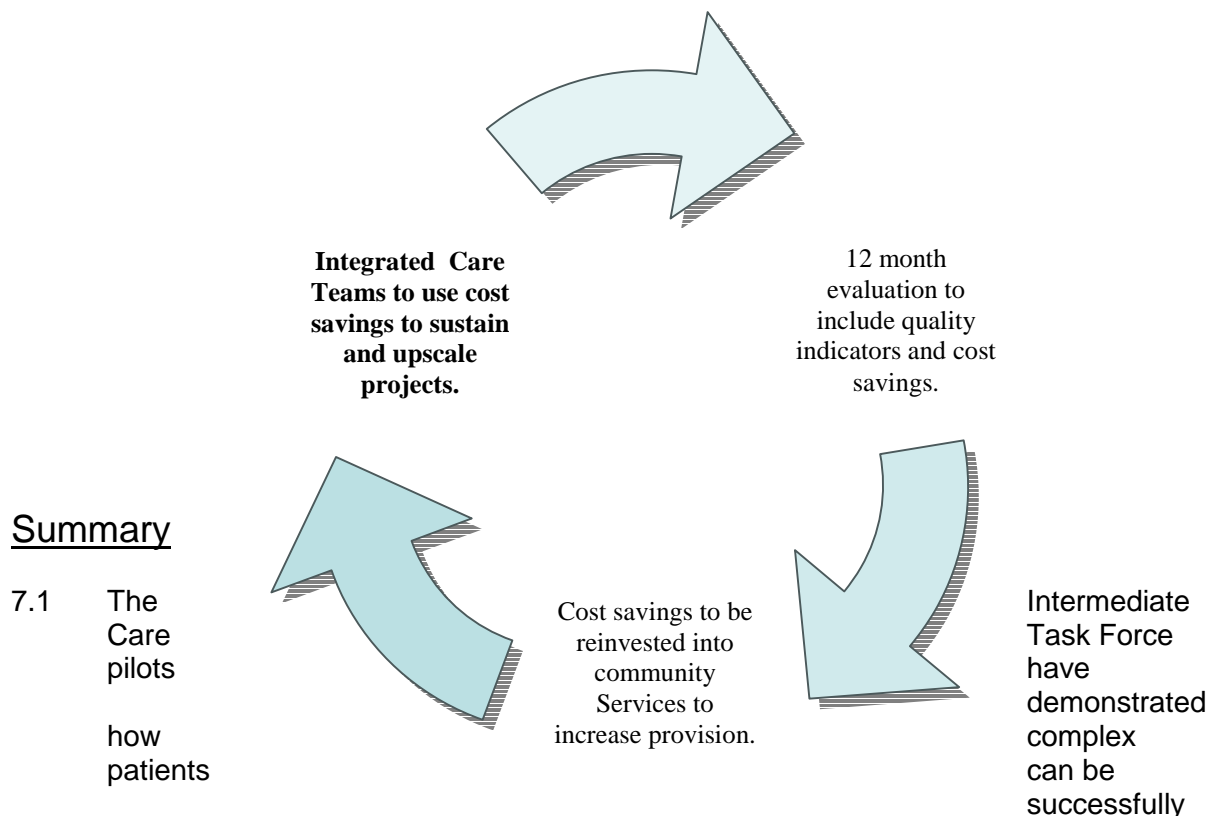 Integrated Care
Teams to use cost
savings to sustain
and upscale
projects.
12 month
evaluation to
include quality
indicators and cost
savings.
Cost savings to be
reinvested into
community
Services to
increase provision.
Summary
7.1 The Intermediate
Care Task Force
pilots have
demonstrated
how complex
patients can be
successfully